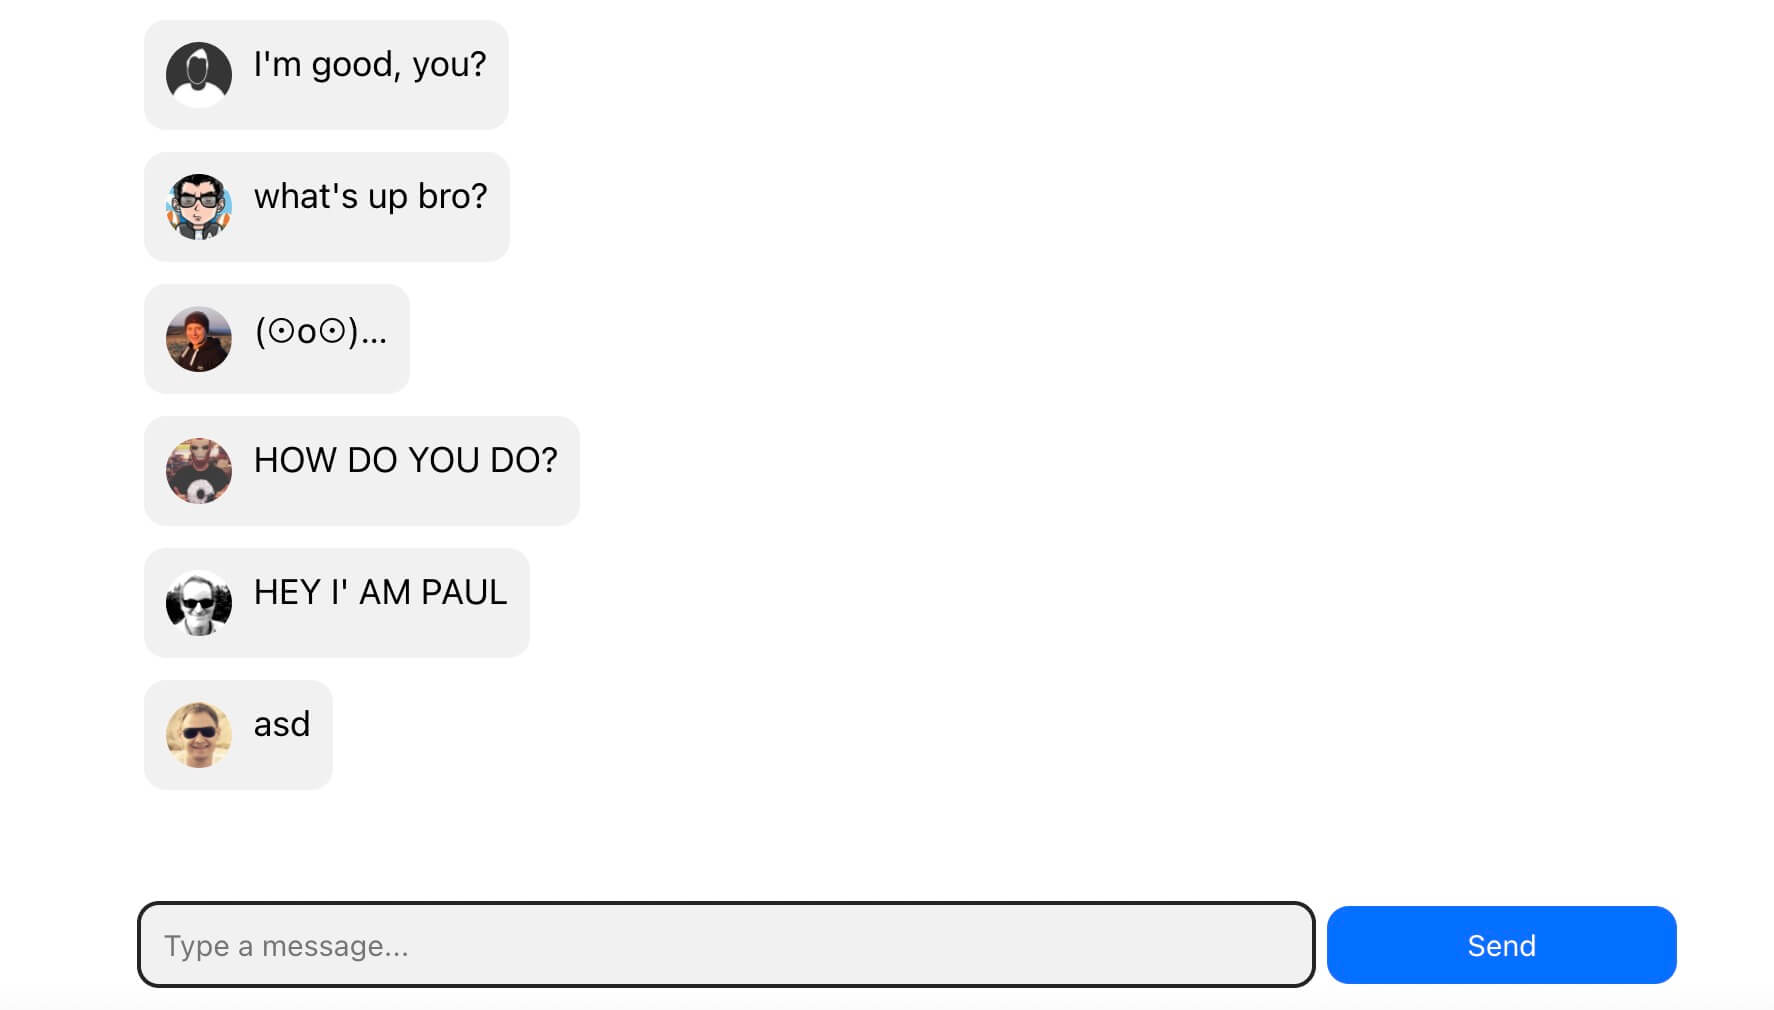 I'm good, you?
what's up bro?
(⊙o⊙)...
HOW DO YOU DO?
HEY I' AM PAUL
asd
Type a message...
Send